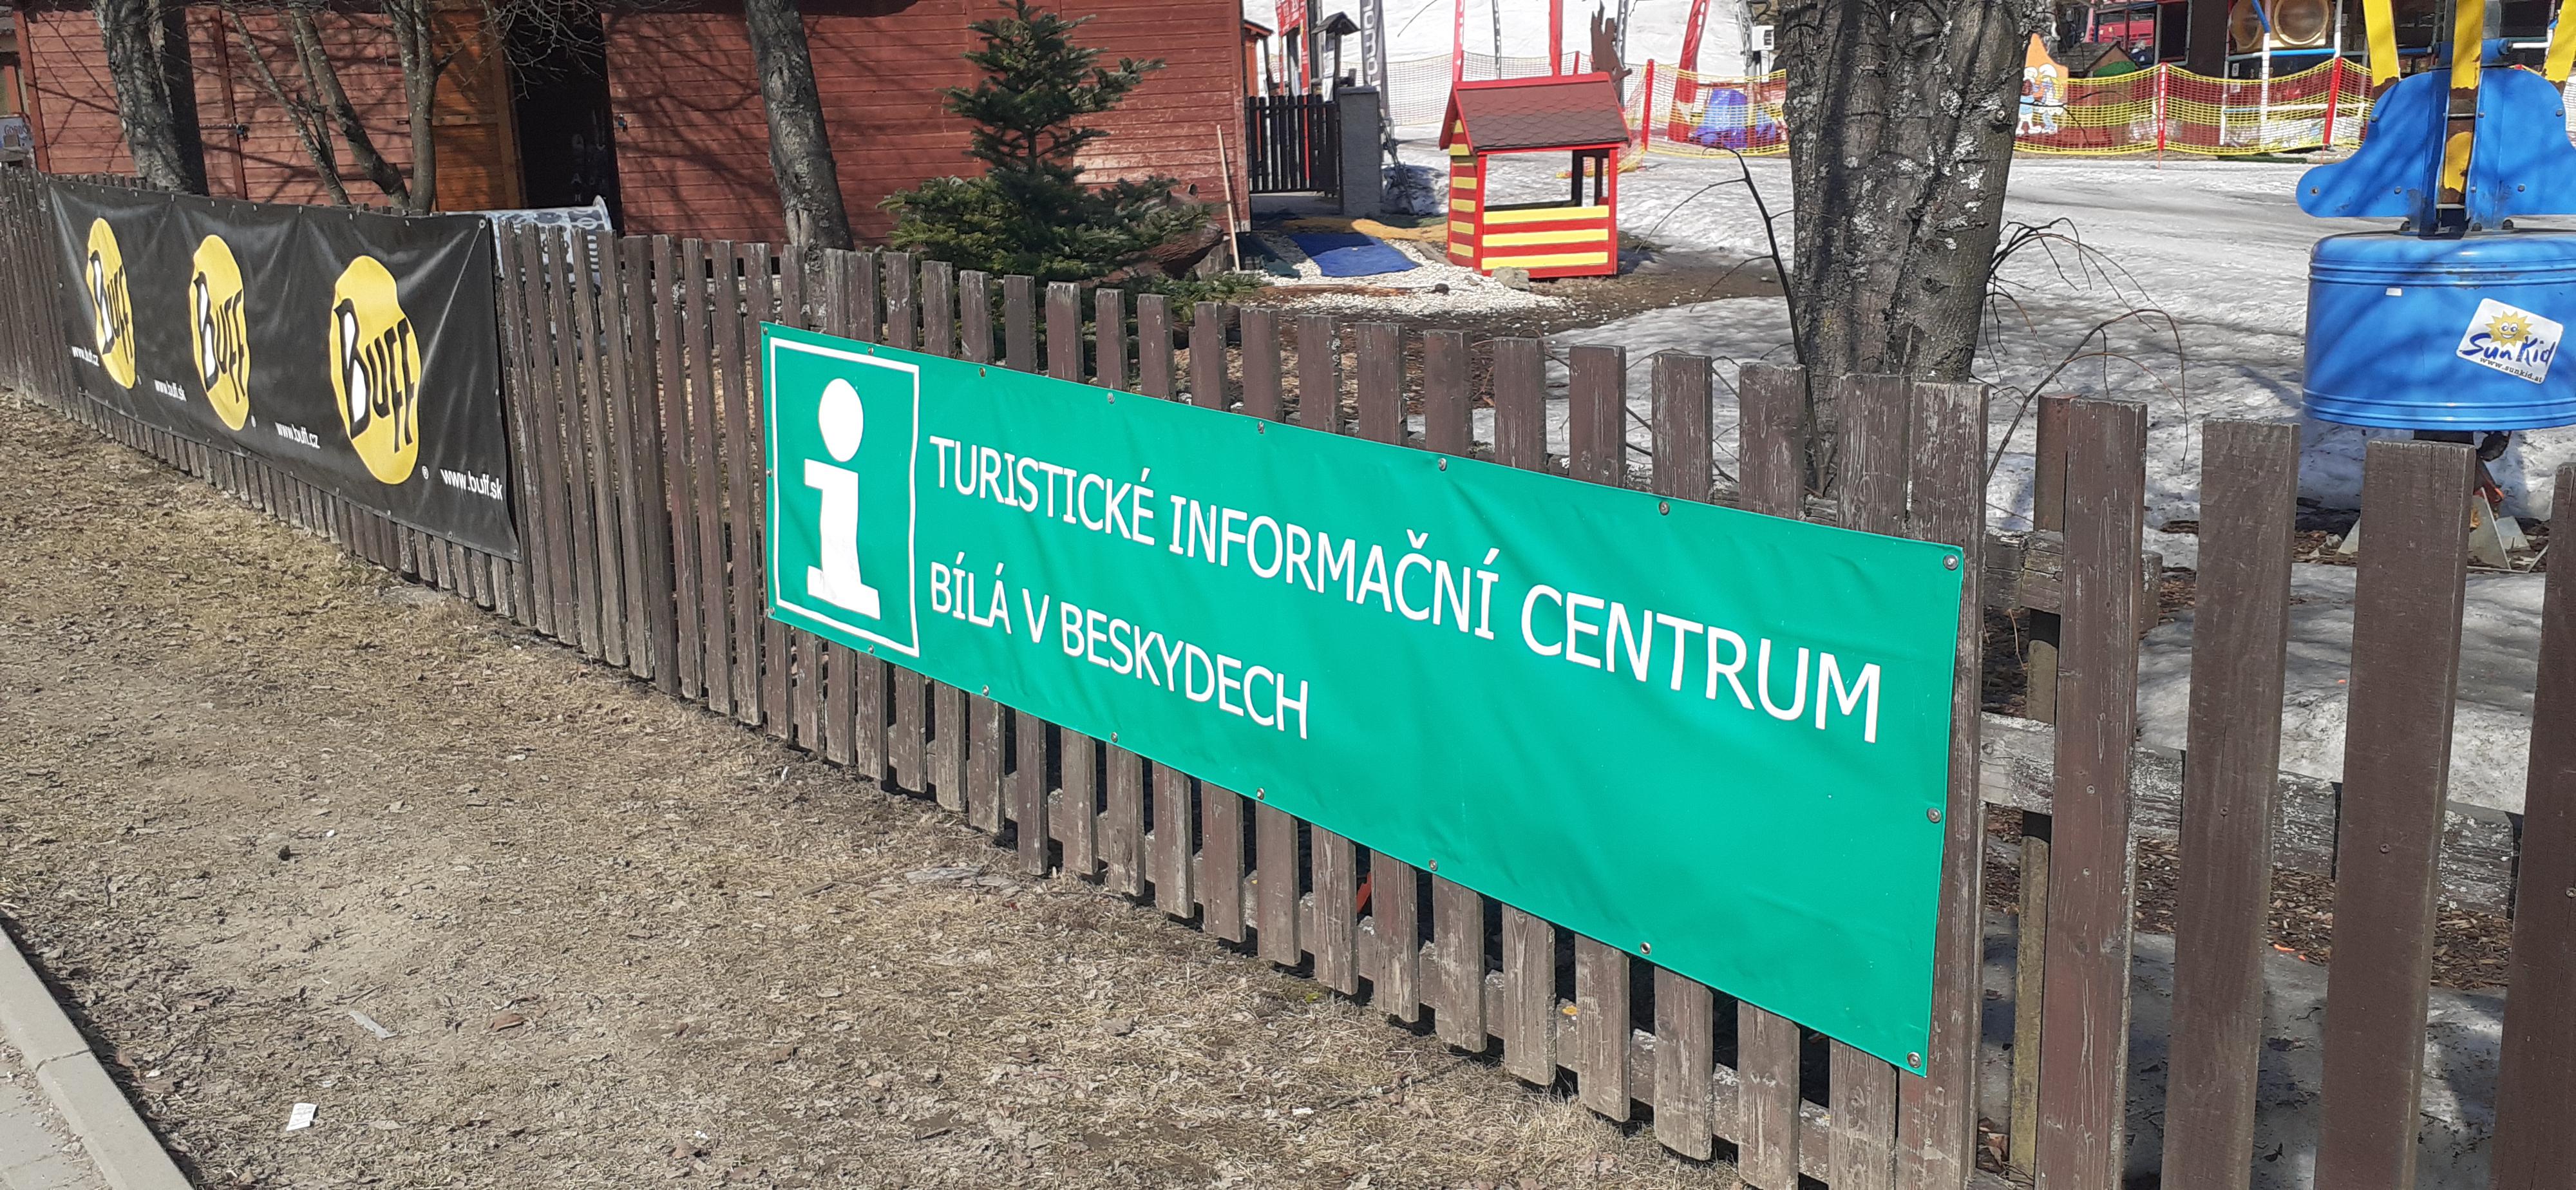 BUFF
www.buff.cz
BUFF
www.buff.sk
BUFF
®
www.buff.cz
®
www.buff.sk
i
TURISTICKÉ INFORMAČNÍ CENTRUM
BÍLÁ V BESKYDECH
SunKid
www.sunkid.at